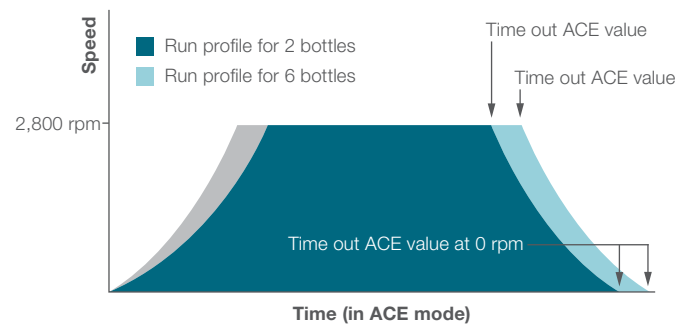 Speed
Run profile for 2 bottles
Run profile for 6 bottles
Time out ACE value
Time out ACE value
2,800 rpm
Time out ACE value at 0 rpm
Time (in ACE mode)